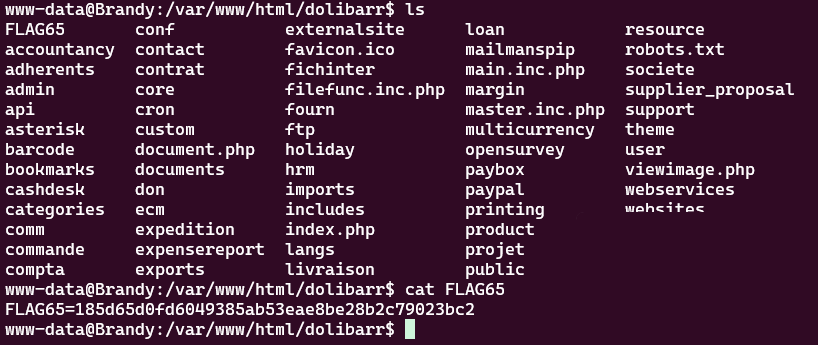 www-data@Brandy:/var/www/html/dolibarr$ ls
FLAG65 conf externalsite loan resource
accountancy contact favicon.ico mailmanspip robots.txt
adherents contrat fichinter main.inc.php societe
admin core filefunc.inc.php margin supplier_proposal
api cron fourn master.inc.php support
asterisk custom ftp multicurrency theme
barcode document.php holiday opensurvey user
bookmarks documents hrm paybox viewimage.php
cashdesk don imports paypal webservices
categories ecm includes printing websites
comm expedition index.php product
commande expensereport langs projet
compta exports livraison public
www-data@Brandy:/var/www/html/dolibarr$ cat FLAG65
FLAG65=185d65d0fd6049385ab53eae8be28b2c79023bc2
www-data@Brandy:/var/www/html/dolibarr$